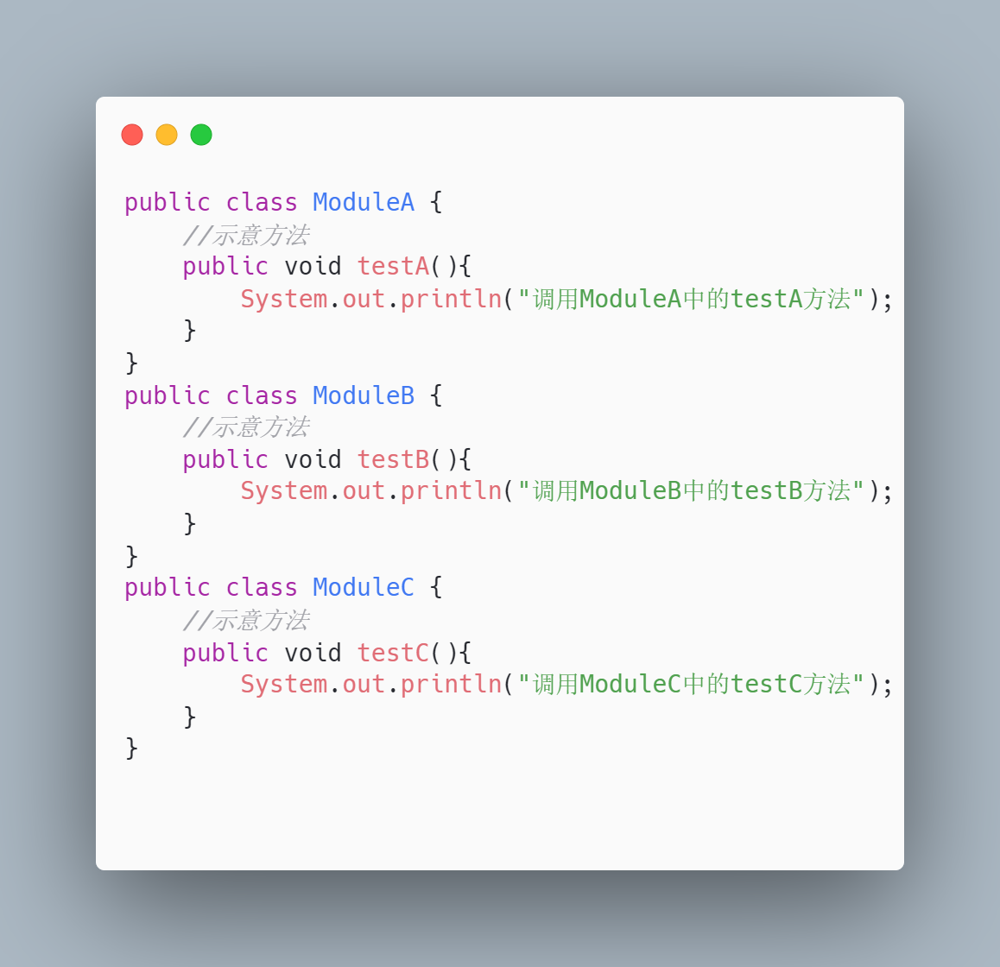 public class ModuleA {
    //示意方法
    public void testA(){
        System.out.println("调用ModuleA中的testA方法");
    }
}
public class ModuleB {
    //示意方法
    public void testB(){
        System.out.println("调用ModuleB中的testB方法");
    }
}
public class ModuleC {
    //示意方法
    public void testC(){
        System.out.println("调用ModuleC中的testC方法");
    }
}